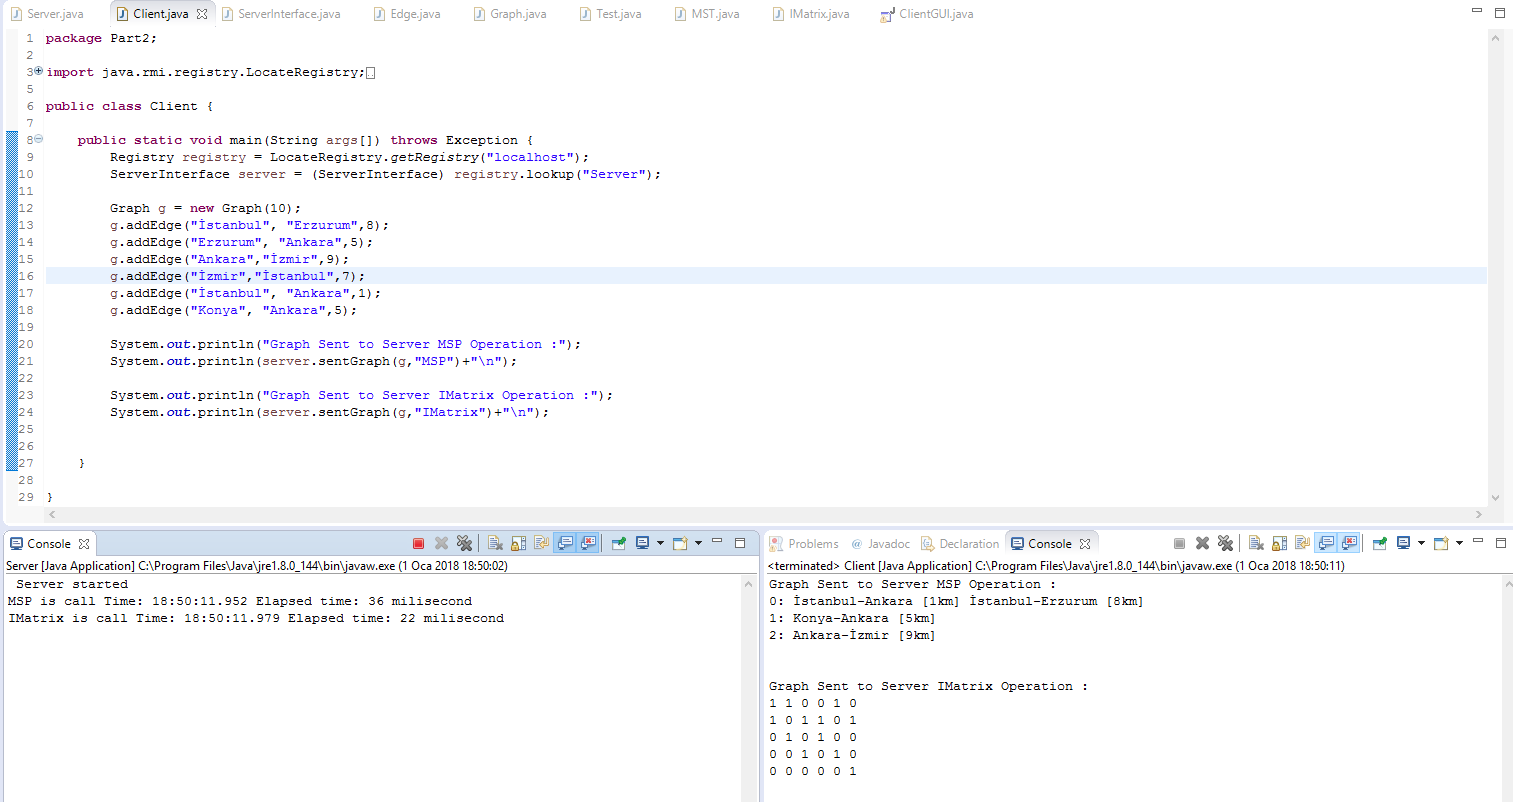 Server.java Client.java ServerInterface.java Edge.java Graph.java Test.java MST.java IMatrix.java ClientGUI.java
1 package Part2;
2
3 import java.rmi.registry.LocateRegistry;
5
6 public class Client {
7
8 public static void main(String args[]) throws Exception {
9 Registry registry = LocateRegistry.getRegistry("localhost");
10 ServerInterface server = (ServerInterface) registry.lookup("Server");
11
12 Graph g = new Graph(10);
13 g.addEdge("İstanbul", "Erzurum",8);
14 g.addEdge("Erzurum", "Ankara",5);
15 g.addEdge("Ankara","İzmir",9);
16 g.addEdge("İzmir","İstanbul",7);
17 g.addEdge("İstanbul", "Ankara",1);
18 g.addEdge("Konya", "Ankara",5);
19
20 System.out.println("Graph Sent to Server MSP Operation :");
21 System.out.println(server.sentGraph(g,"MSP")+"\n");
22
23 System.out.println("Graph Sent to Server IMatrix Operation :");
24 System.out.println(server.sentGraph(g,"IMatrix")+"\n");
25
26
27 }
28
29 }
Console
Server [Java Application] C:\Program Files\Java\jre1.8.0_144\bin\javaw.exe (1 Oca 2018 18:50:02)
Server started
MSP is call Time: 18:50:11.952 Elapsed time: 36 milisecond
IMatrix is call Time: 18:50:11.979 Elapsed time: 22 milisecond
Problems @ Javadoc Declaration Console
<terminated> Client [Java Application] C:\Program Files\Java\jre1.8.0_144\bin\javaw.exe (1 Oca 2018 18:50:11)
Graph Sent to Server MSP Operation :
0: İstanbul-Ankara [1km] İstanbul-Erzurum [8km]
1: Konya-Ankara [5km]
2: Ankara-İzmir [9km]
Graph Sent to Server IMatrix Operation :
1 1 0 0 1 0
1 0 1 1 0 1
0 1 0 1 0 0
0 0 1 0 1 0
0 0 0 0 0 1